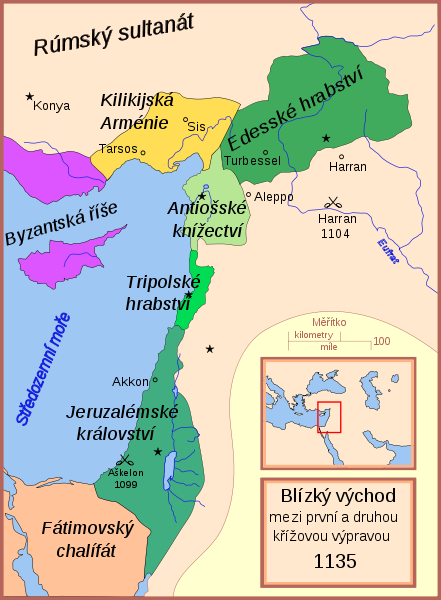 Rúmský sultanát
Konya
Kilikijská
Arménie
Sis
Tarsos
Edesské hrabství
Turbessel
Harran
Aleppo
Harran
1104
Eufrat
Byzantská říše
Antiošské
knížectví
Tripolské
hrabství
Středozemní moře
Akkon
Jeruzalémské
království
Aškelon
1099
Fátimovský
chalífát
Měřítko
kilometry
míle
100
Blízký východ
mezi první a druhou
křížovou výpravou
1135